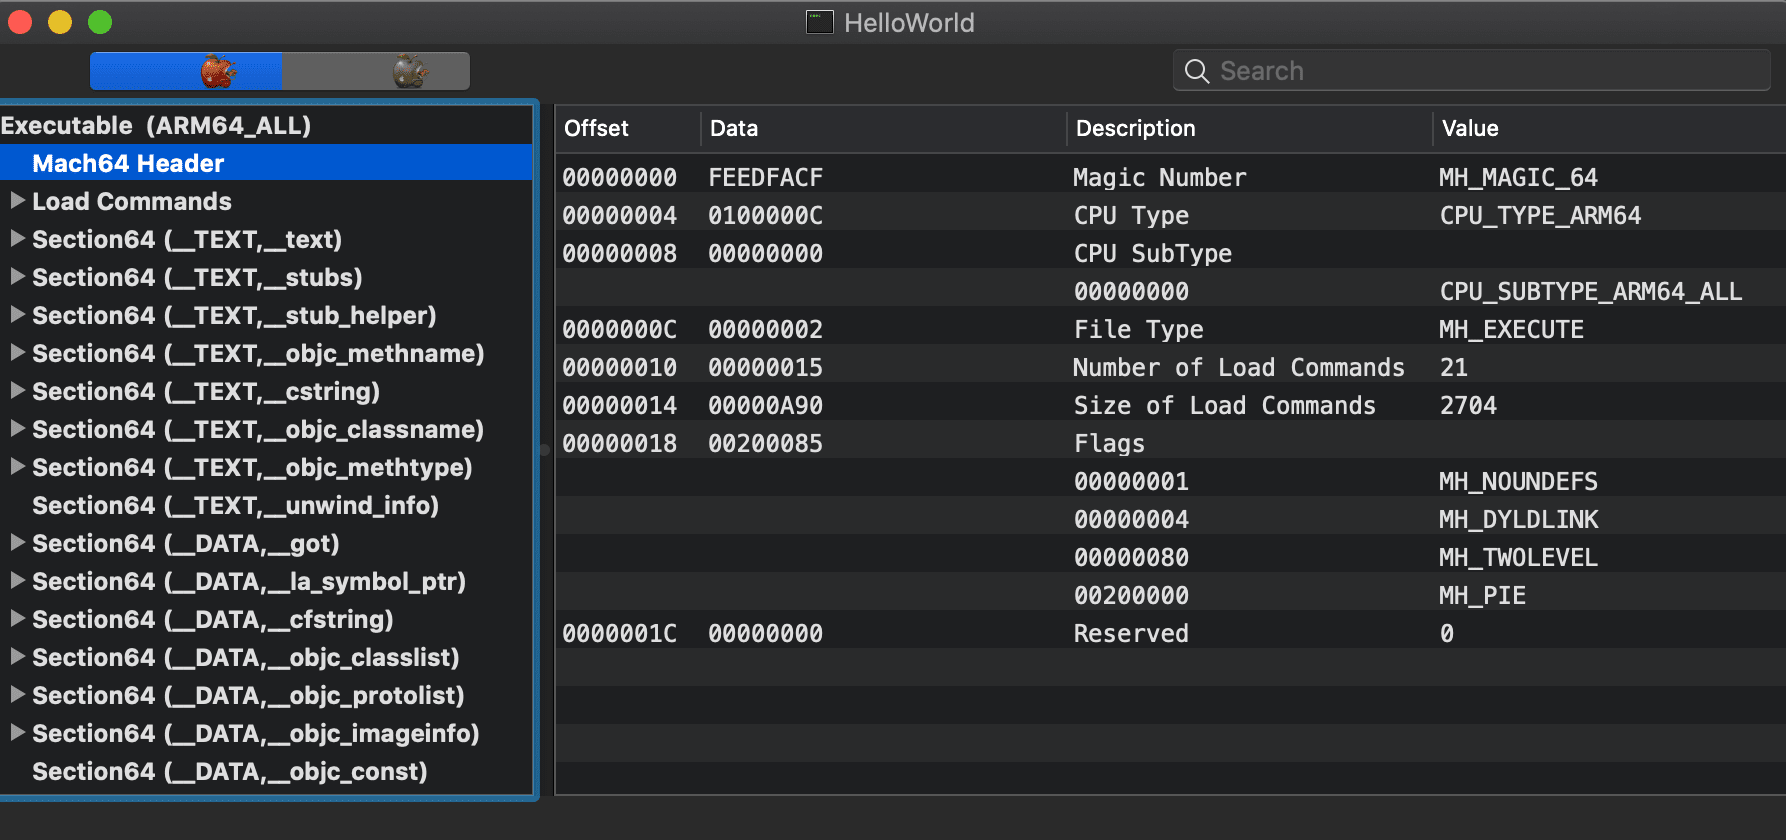 HelloWorld
Search
Executable (ARM64_ALL)
Mach64 Header
Load Commands
Section64 (__TEXT,__text)
Section64 (__TEXT,__stubs)
Section64 (__TEXT,__stub_helper)
Section64 (__TEXT,__objc_methname)
Section64 (__TEXT,__cstring)
Section64 (__TEXT,__objc_classname)
Section64 (__TEXT,__objc_methtype)
Section64 (__TEXT,__unwind_info)
Section64 (__DATA,__got)
Section64 (__DATA,__la_symbol_ptr)
Section64 (__DATA,__cfstring)
Section64 (__DATA,__objc_classlist)
Section64 (__DATA,__objc_protolist)
Section64 (__DATA,__objc_imageinfo)
Section64 (__DATA,__objc_const)
Offset Data Description Value
00000000 FEEDFACF Magic Number MH_MAGIC_64
00000004 0100000C CPU Type CPU_TYPE_ARM64
00000008 00000000 CPU SubType
00000000 CPU_SUBTYPE_ARM64_ALL
0000000C 00000002 File Type MH_EXECUTE
00000010 00000015 Number of Load Commands 21
00000014 00000A90 Size of Load Commands 2704
00000018 00200085 Flags
00000001 MH_NOUNDEFS
00000004 MH_DYLDLINK
00000080 MH_TWOLEVEL
00200000 MH_PIE
0000001C 00000000 Reserved 0